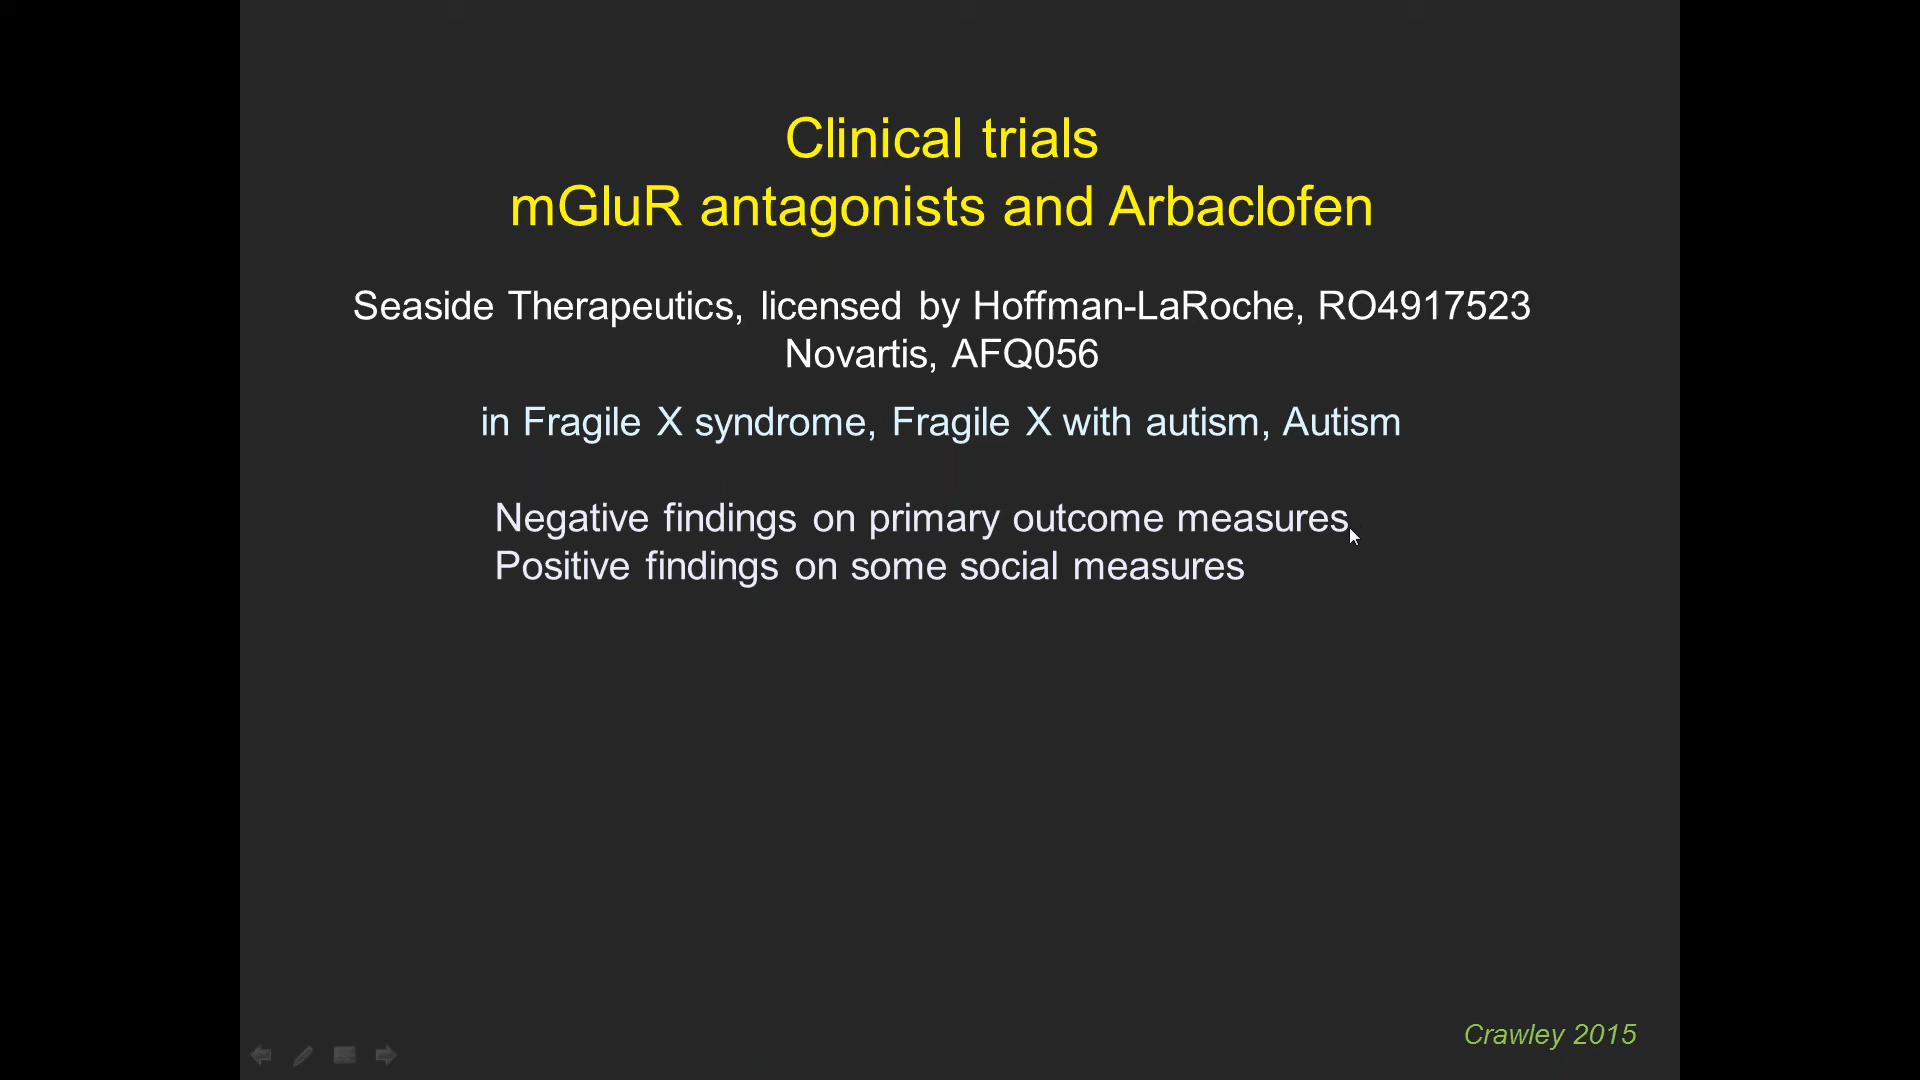 Clinical trials
mGluR antagonists and Arbaclofen
Seaside Therapeutics, licensed by Hoffman-LaRoche, RO4917523
Novartis, AFQ056
in Fragile X syndrome, Fragile X with autism, Autism
Negative findings on primary outcome measures
Positive findings on some social measures
Crawley 2015